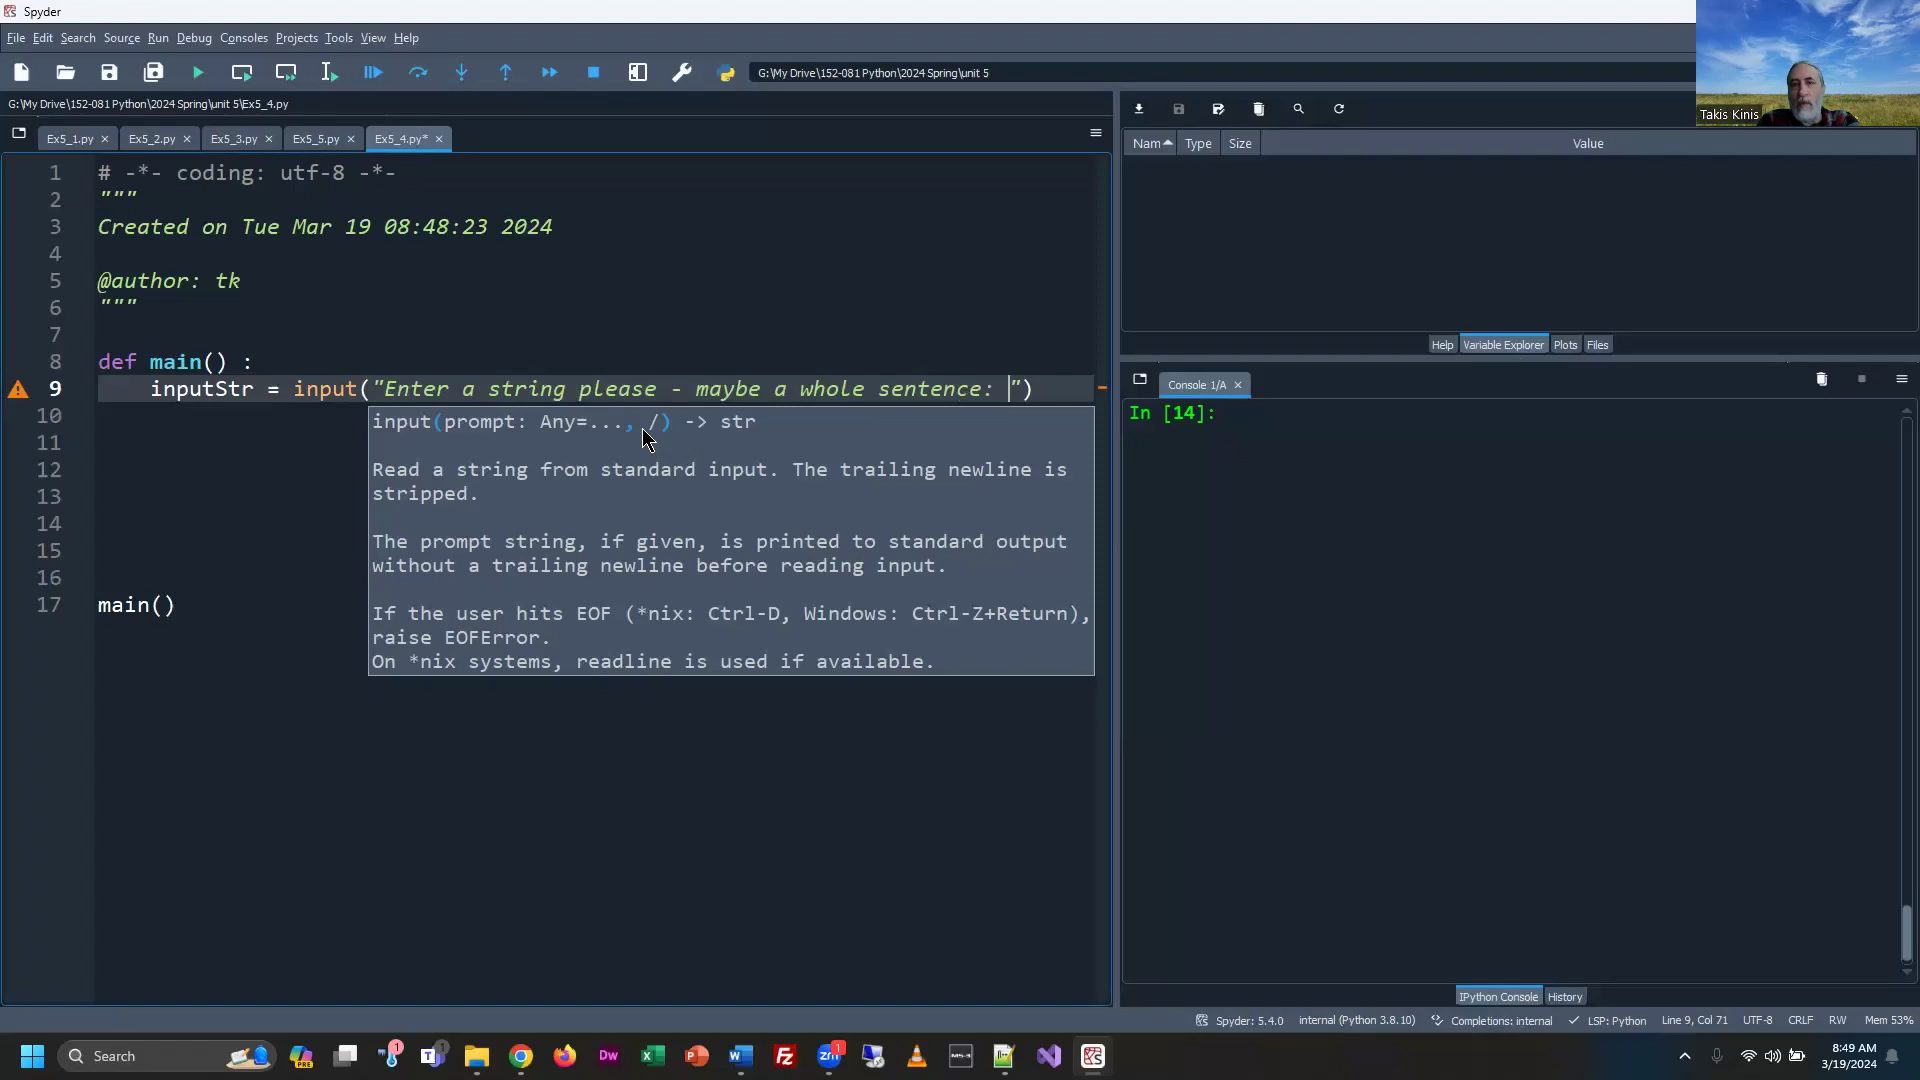 Spyder
File Edit Search Source Run Debug Consoles Projects Tools View Help
G:\My Drive\152-081 Python\2024 Spring\unit 5
Takis Kinis
G:\My Drive\152-081 Python\2024 Spring\unit 5\Ex5_4.py
Ex5_1.py Ex5_2.py Ex5_3.py Ex5_5.py Ex5_4.py*
1 # -*- coding: utf-8 -*-
2 """
3 Created on Tue Mar 19 08:48:23 2024
4
5 @author: tk
6 """
7
8 def main() :
9 inputStr = input("Enter a string please - maybe a whole sentence: ")
10
11
12
13
14
15
16
17 main()
input(prompt: Any=..., /) -> str
Read a string from standard input. The trailing newline is
stripped.
The prompt string, if given, is printed to standard output
without a trailing newline before reading input.
If the user hits EOF (*nix: Ctrl-D, Windows: Ctrl-Z+Return),
raise EOFError.
On *nix systems, readline is used if available.
Nam Type Size Value
Help Variable Explorer Plots Files
Console 1/A
In [14]:
IPython Console History
Spyder: 5.4.0 internal (Python 3.8.10) Completions: internal LSP: Python Line 9, Col 71 UTF-8 CRLF RW Mem 53%
Search
8:49 AM
3/19/2024